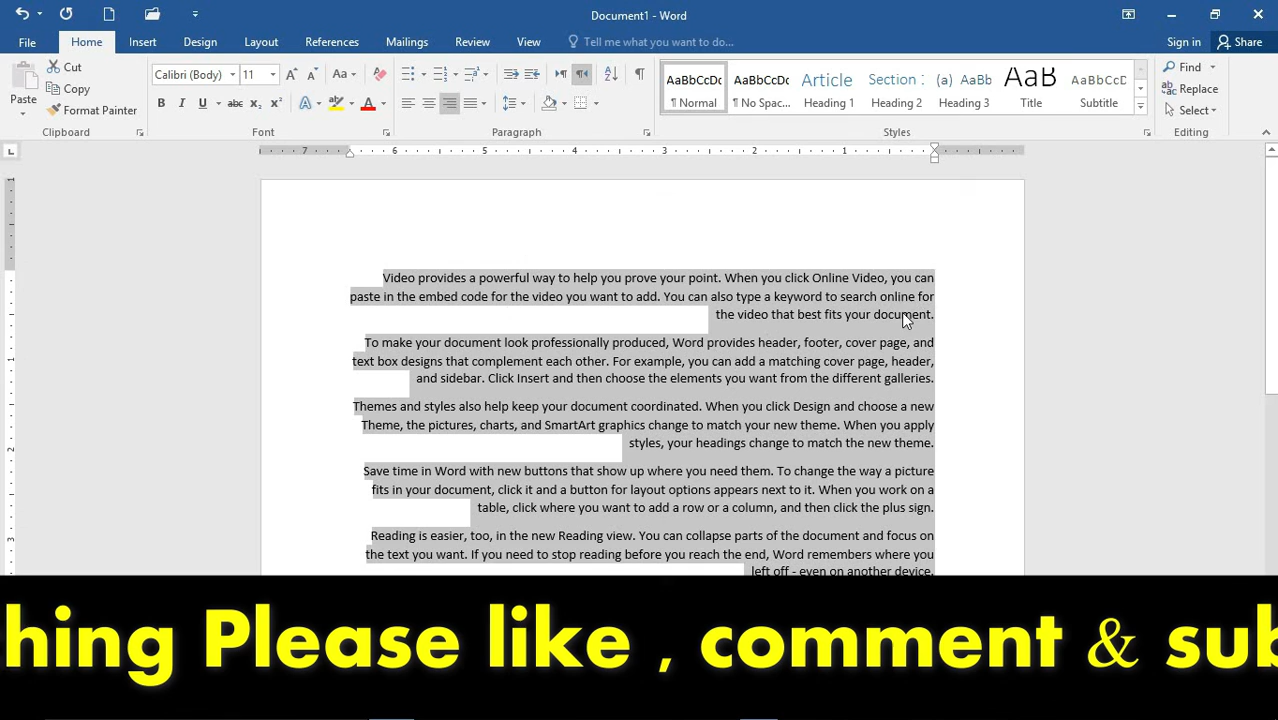 Document1 - Word
File Home Insert Design Layout References Mailings Review View Tell me what you want to do... Sign in Share
Paste
Cut
Copy
Format Painter
Clipboard
Calibri (Body) 11
Font
Paragraph
AaBbCcDc AaBbCcDc Article Section (a) AaBb AaB AaBbCcD
¶ Normal ¶ No Spac... Heading 1 Heading 2 Heading 3 Title Subtitle
Styles
Find
Replace
Select
Editing
7 6 5 4 3 2 1
1
1
2
3
Video provides a powerful way to help you prove your point. When you click Online Video, you can
paste in the embed code for the video you want to add. You can also type a keyword to search online for
the video that best fits your document.
To make your document look professionally produced, Word provides header, footer, cover page, and
text box designs that complement each other. For example, you can add a matching cover page, header,
and sidebar. Click Insert and then choose the elements you want from the different galleries.
Themes and styles also help keep your document coordinated. When you click Design and choose a new
Theme, the pictures, charts, and SmartArt graphics change to match your new theme. When you apply
styles, your headings change to match the new theme.
Save time in Word with new buttons that show up where you need them. To change the way a picture
fits in your document, click it and a button for layout options appears next to it. When you work on a
table, click where you want to add a row or a column, and then click the plus sign.
Reading is easier, too, in the new Reading view. You can collapse parts of the document and focus on
the text you want. If you need to stop reading before you reach the end, Word remembers where you
left off - even on another device.
hing Please like , comment & sub